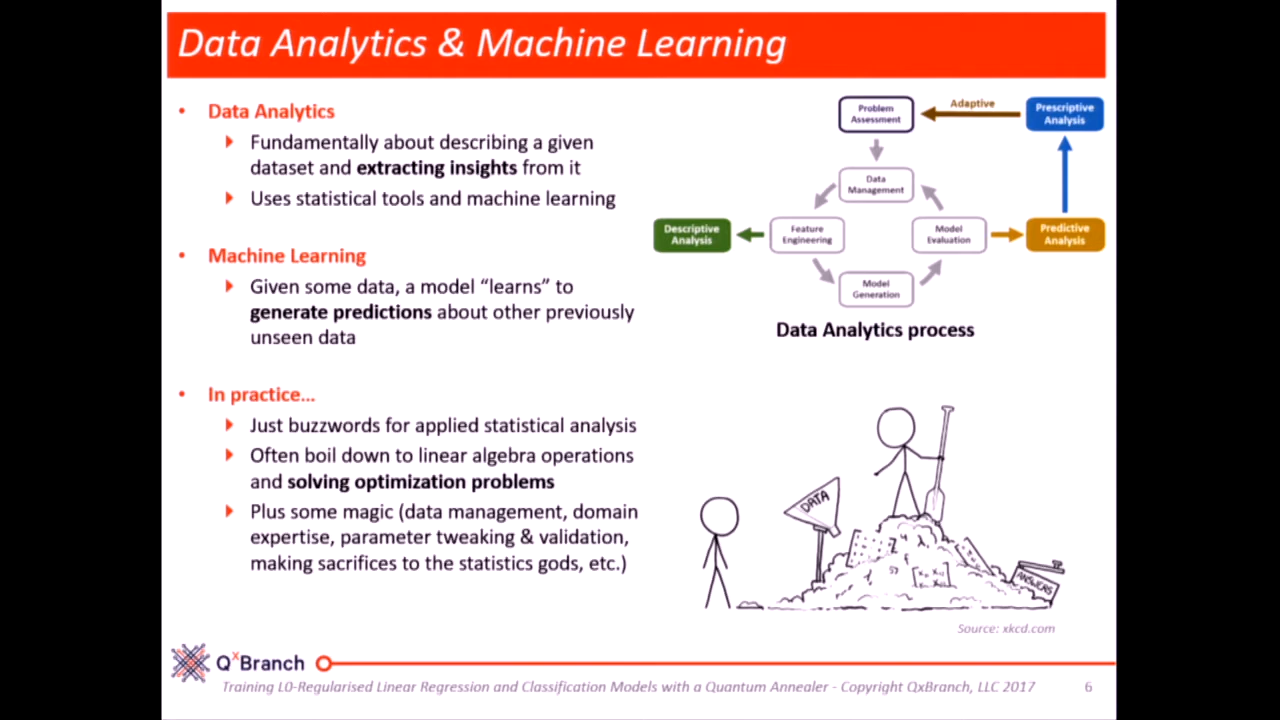 Data Analytics & Machine Learning
• Data Analytics
Fundamentally about describing a given
dataset and extracting insights from it
Uses statistical tools and machine learning
• Machine Learning
Given some data, a model “learns” to
generate predictions about other previously
unseen data
• In practice...
Just buzzwords for applied statistical analysis
Often boil down to linear algebra operations
and solving optimization problems
Plus some magic (data management, domain
expertise, parameter tweaking & validation,
making sacrifices to the statistics gods, etc.)
Problem
Assessment
Adaptive
Prescriptive
Analysis
Data
Management
Descriptive
Analysis
Feature
Engineering
Model
Evaluation
Predictive
Analysis
Model
Generation
Data Analytics process
DATA
ANSWERS
Source: xkcd.com
QxBranch
Training L0-Regularised Linear Regression and Classification Models with a Quantum Annealer - Copyright QxBranch, LLC 2017
6